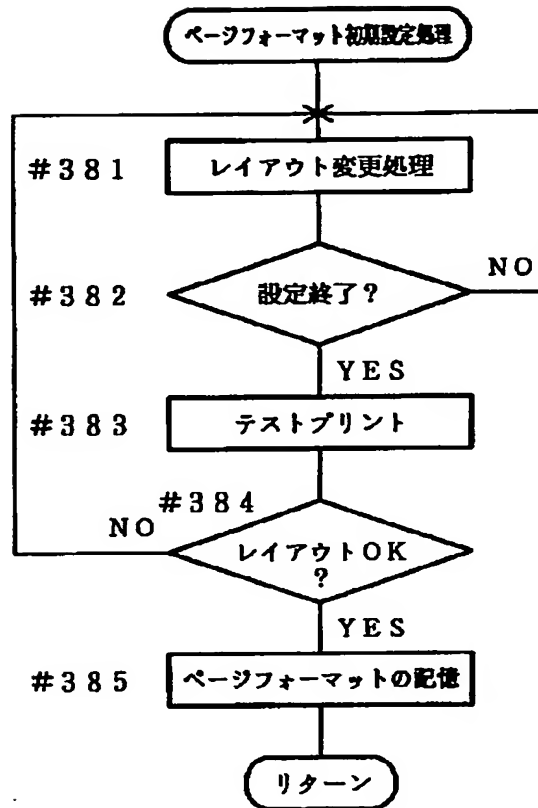 ページフォーマット初期設定処理
#381
レイアウト変更処理
#382
設定終了?
NO
YES
#383
テストプリント
#384
NO
レイアウトOK
?
YES
#385
ページフォーマットの記憶
リターン